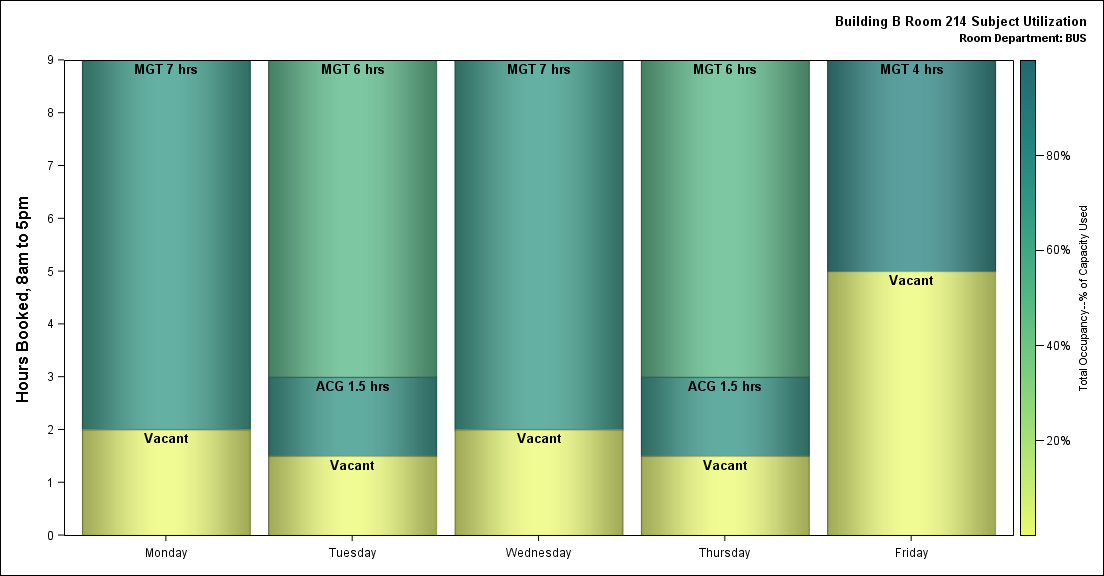 Building B Room 214 Subject Utilization
Room Department: BUS
Hours Booked, 8am to 5pm
9
8
7
6
5
4
3
2
1
0
MGT 7 hrs
Vacant
MGT 6 hrs
ACG 1.5 hrs
Vacant
MGT 7 hrs
Vacant
MGT 6 hrs
ACG 1.5 hrs
Vacant
MGT 4 hrs
Vacant
Monday
Tuesday
Wednesday
Thursday
Friday
80%
60%
40%
20%
Total Occupancy--% of Capacity Used